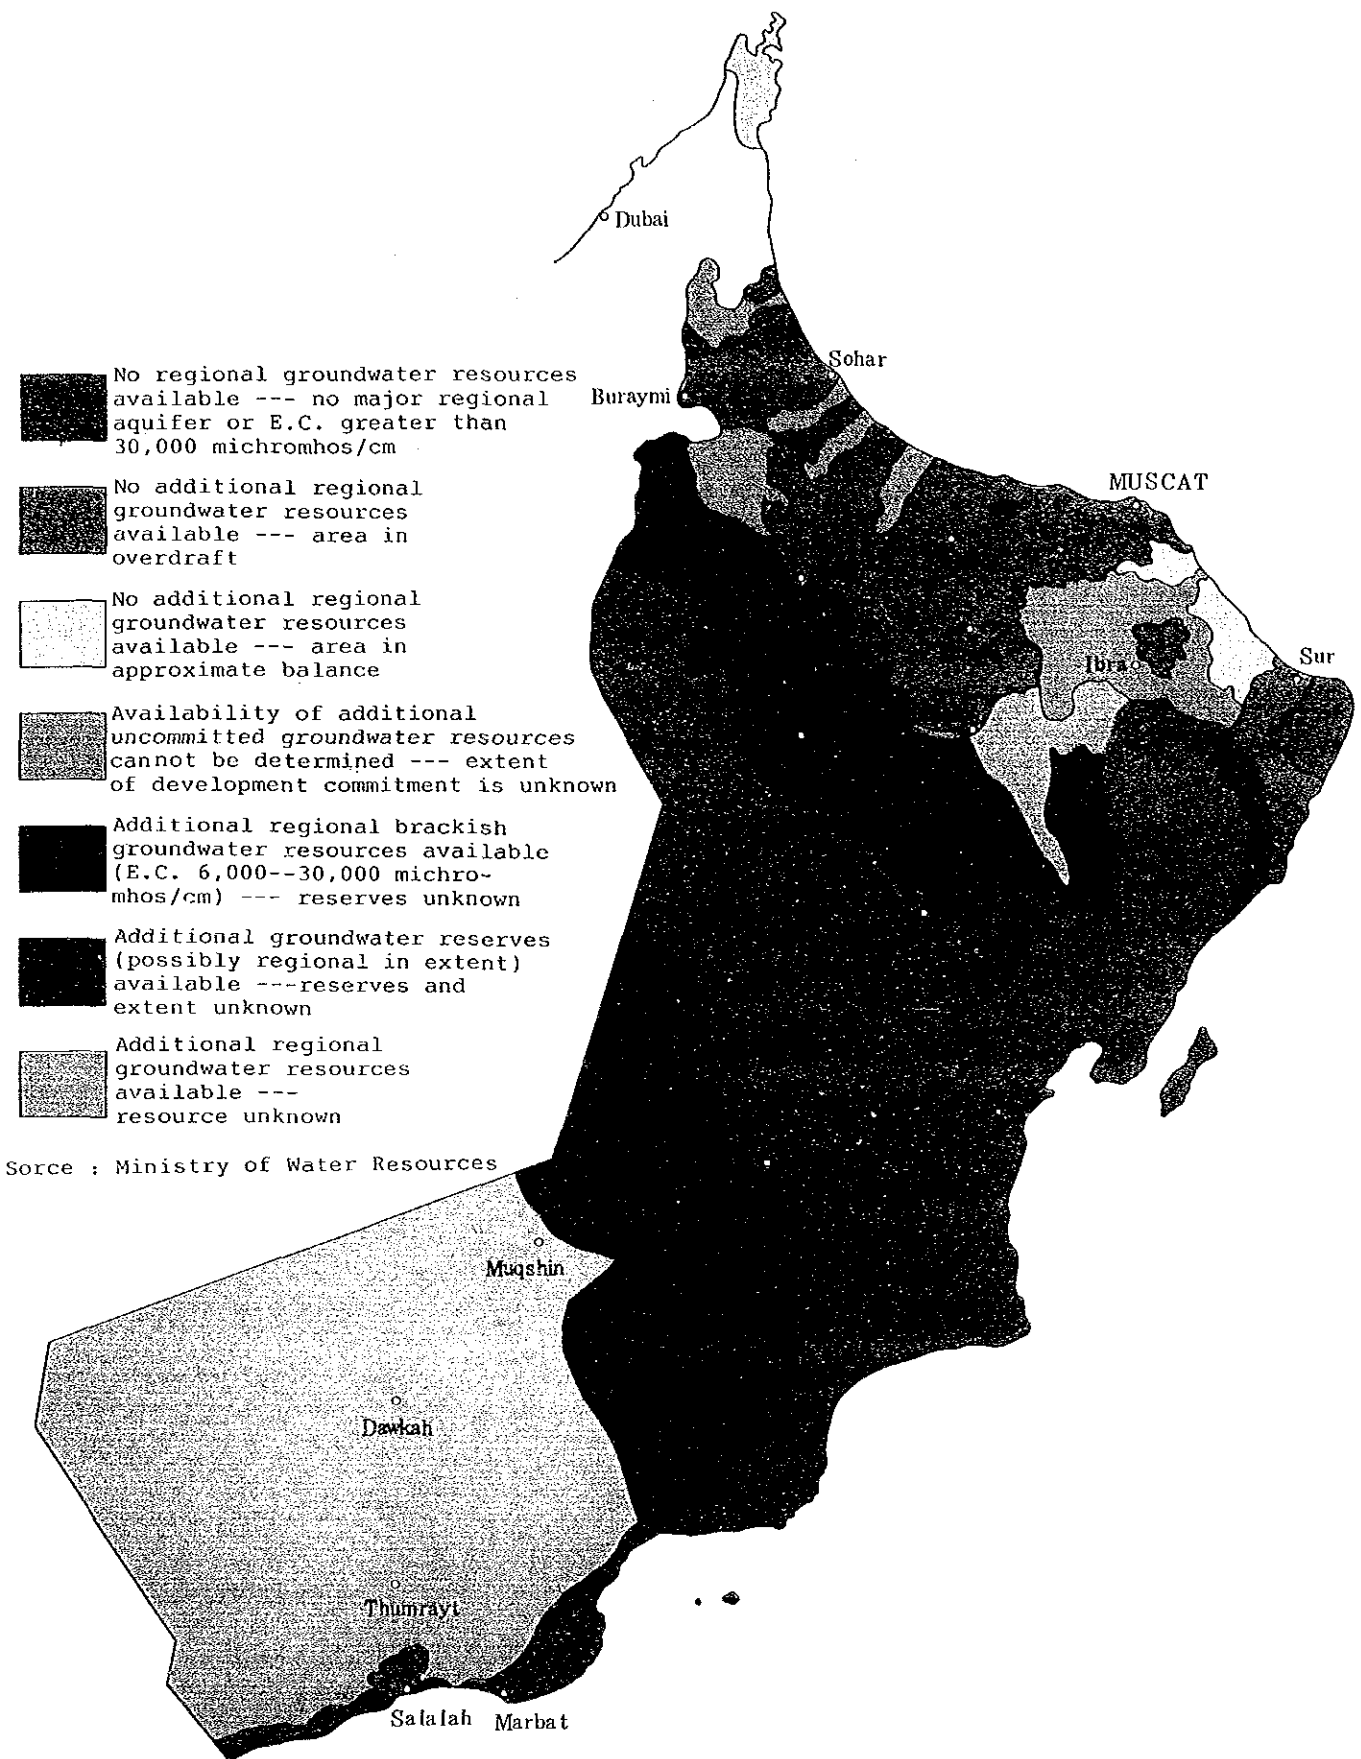 Dubai
Sohar
Buraymi
MUSCAT
Ibra
Sur
No regional groundwater resources
available --- no major regional
aquifer or E.C. greater than
30,000 michromhos/cm
No additional regional
groundwater resources
available --- area in
overdraft
No additional regional
groundwater resources
available --- area in
approximate balance
Availability of additional
uncommitted groundwater resources
cannot be determined --- extent
of development commitment is unknown
Additional regional brackish
groundwater resources available
(E.C. 6,000--30,000 michro-
mhos/cm) --- reserves unknown
Additional groundwater reserves
(possibly regional in extent)
available ---reserves and
extent unknown
Additional regional
groundwater resources
available ---
resource unknown
Sorce : Ministry of Water Resources
Muqshin
Dawkah
Thumrayt
Salalah
Marbat